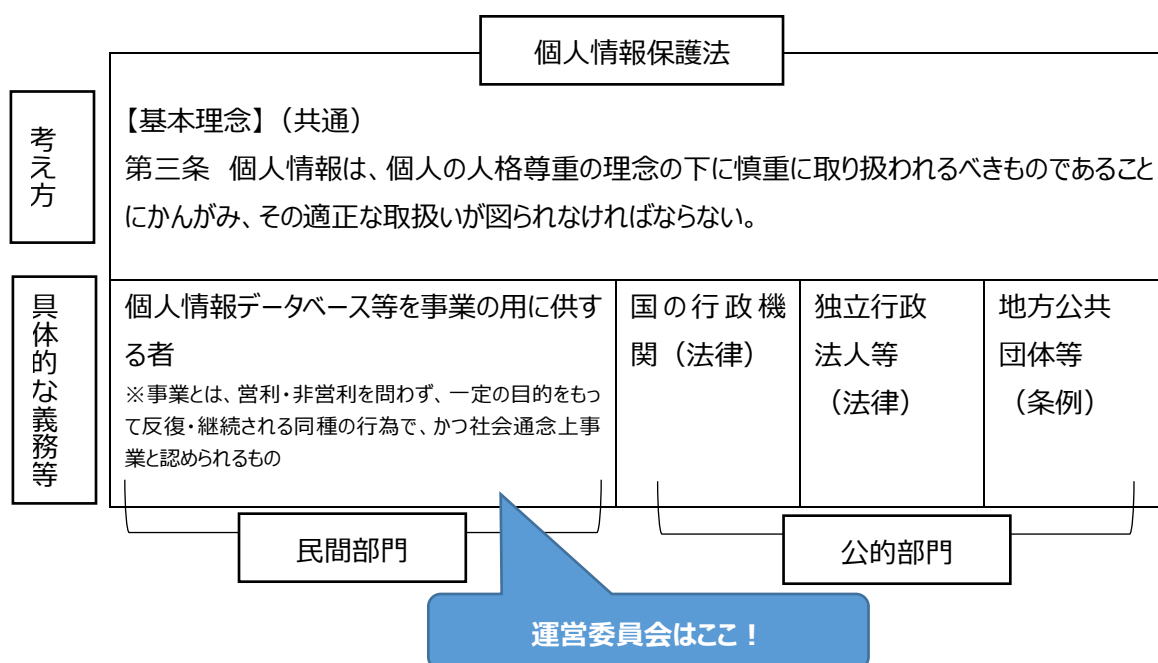 個人情報保護法
考え方
【基本理念】（共通）
第三条　個人情報は、個人の人格尊重の理念の下に慎重に取り扱われるべきものであること
にかんがみ、その適正な取扱いが図られなければならない。
具体的な義務等
個人情報データベース等を事業の用に供す
る者
※事業とは、営利・非営利を問わず、一定の目的をもっ
て反復・継続される同種の行為で、かつ社会通念上事
業と認められるもの
国の行政機
関（法律）
独立行政
法人等
（法律）
地方公共
団体等
（条例）
民間部門
公的部門
運営委員会はここ！